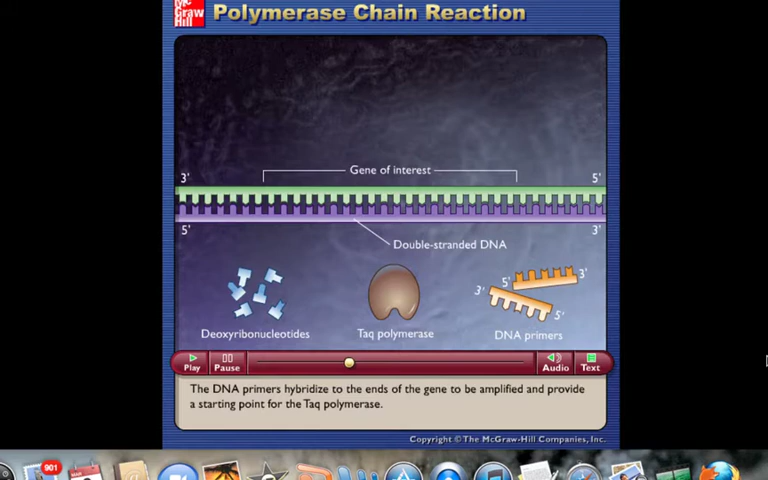 Mc
Graw
Hill
Polymerase Chain Reaction
Gene of interest
3' 5'
5' 3'
Double-stranded DNA
5' 3'
3' 5'
Deoxyribonucleotides Taq polymerase DNA primers
Play Pause Audio Text
The DNA primers hybridize to the ends of the gene to be amplified and provide
a starting point for the Taq polymerase.
Copyright © The McGraw-Hill Companies, Inc.
901
MAR